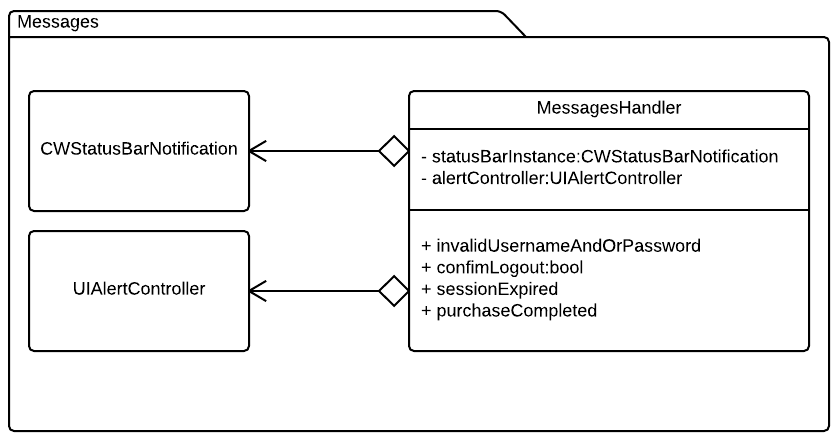 Messages
CWStatusBarNotification
UIAlertController
MessagesHandler
- statusBarInstance:CWStatusBarNotification
- alertController:UIAlertController
+ invalidUsernameAndOrPassword
+ confimLogout:bool
+ sessionExpired
+ purchaseCompleted